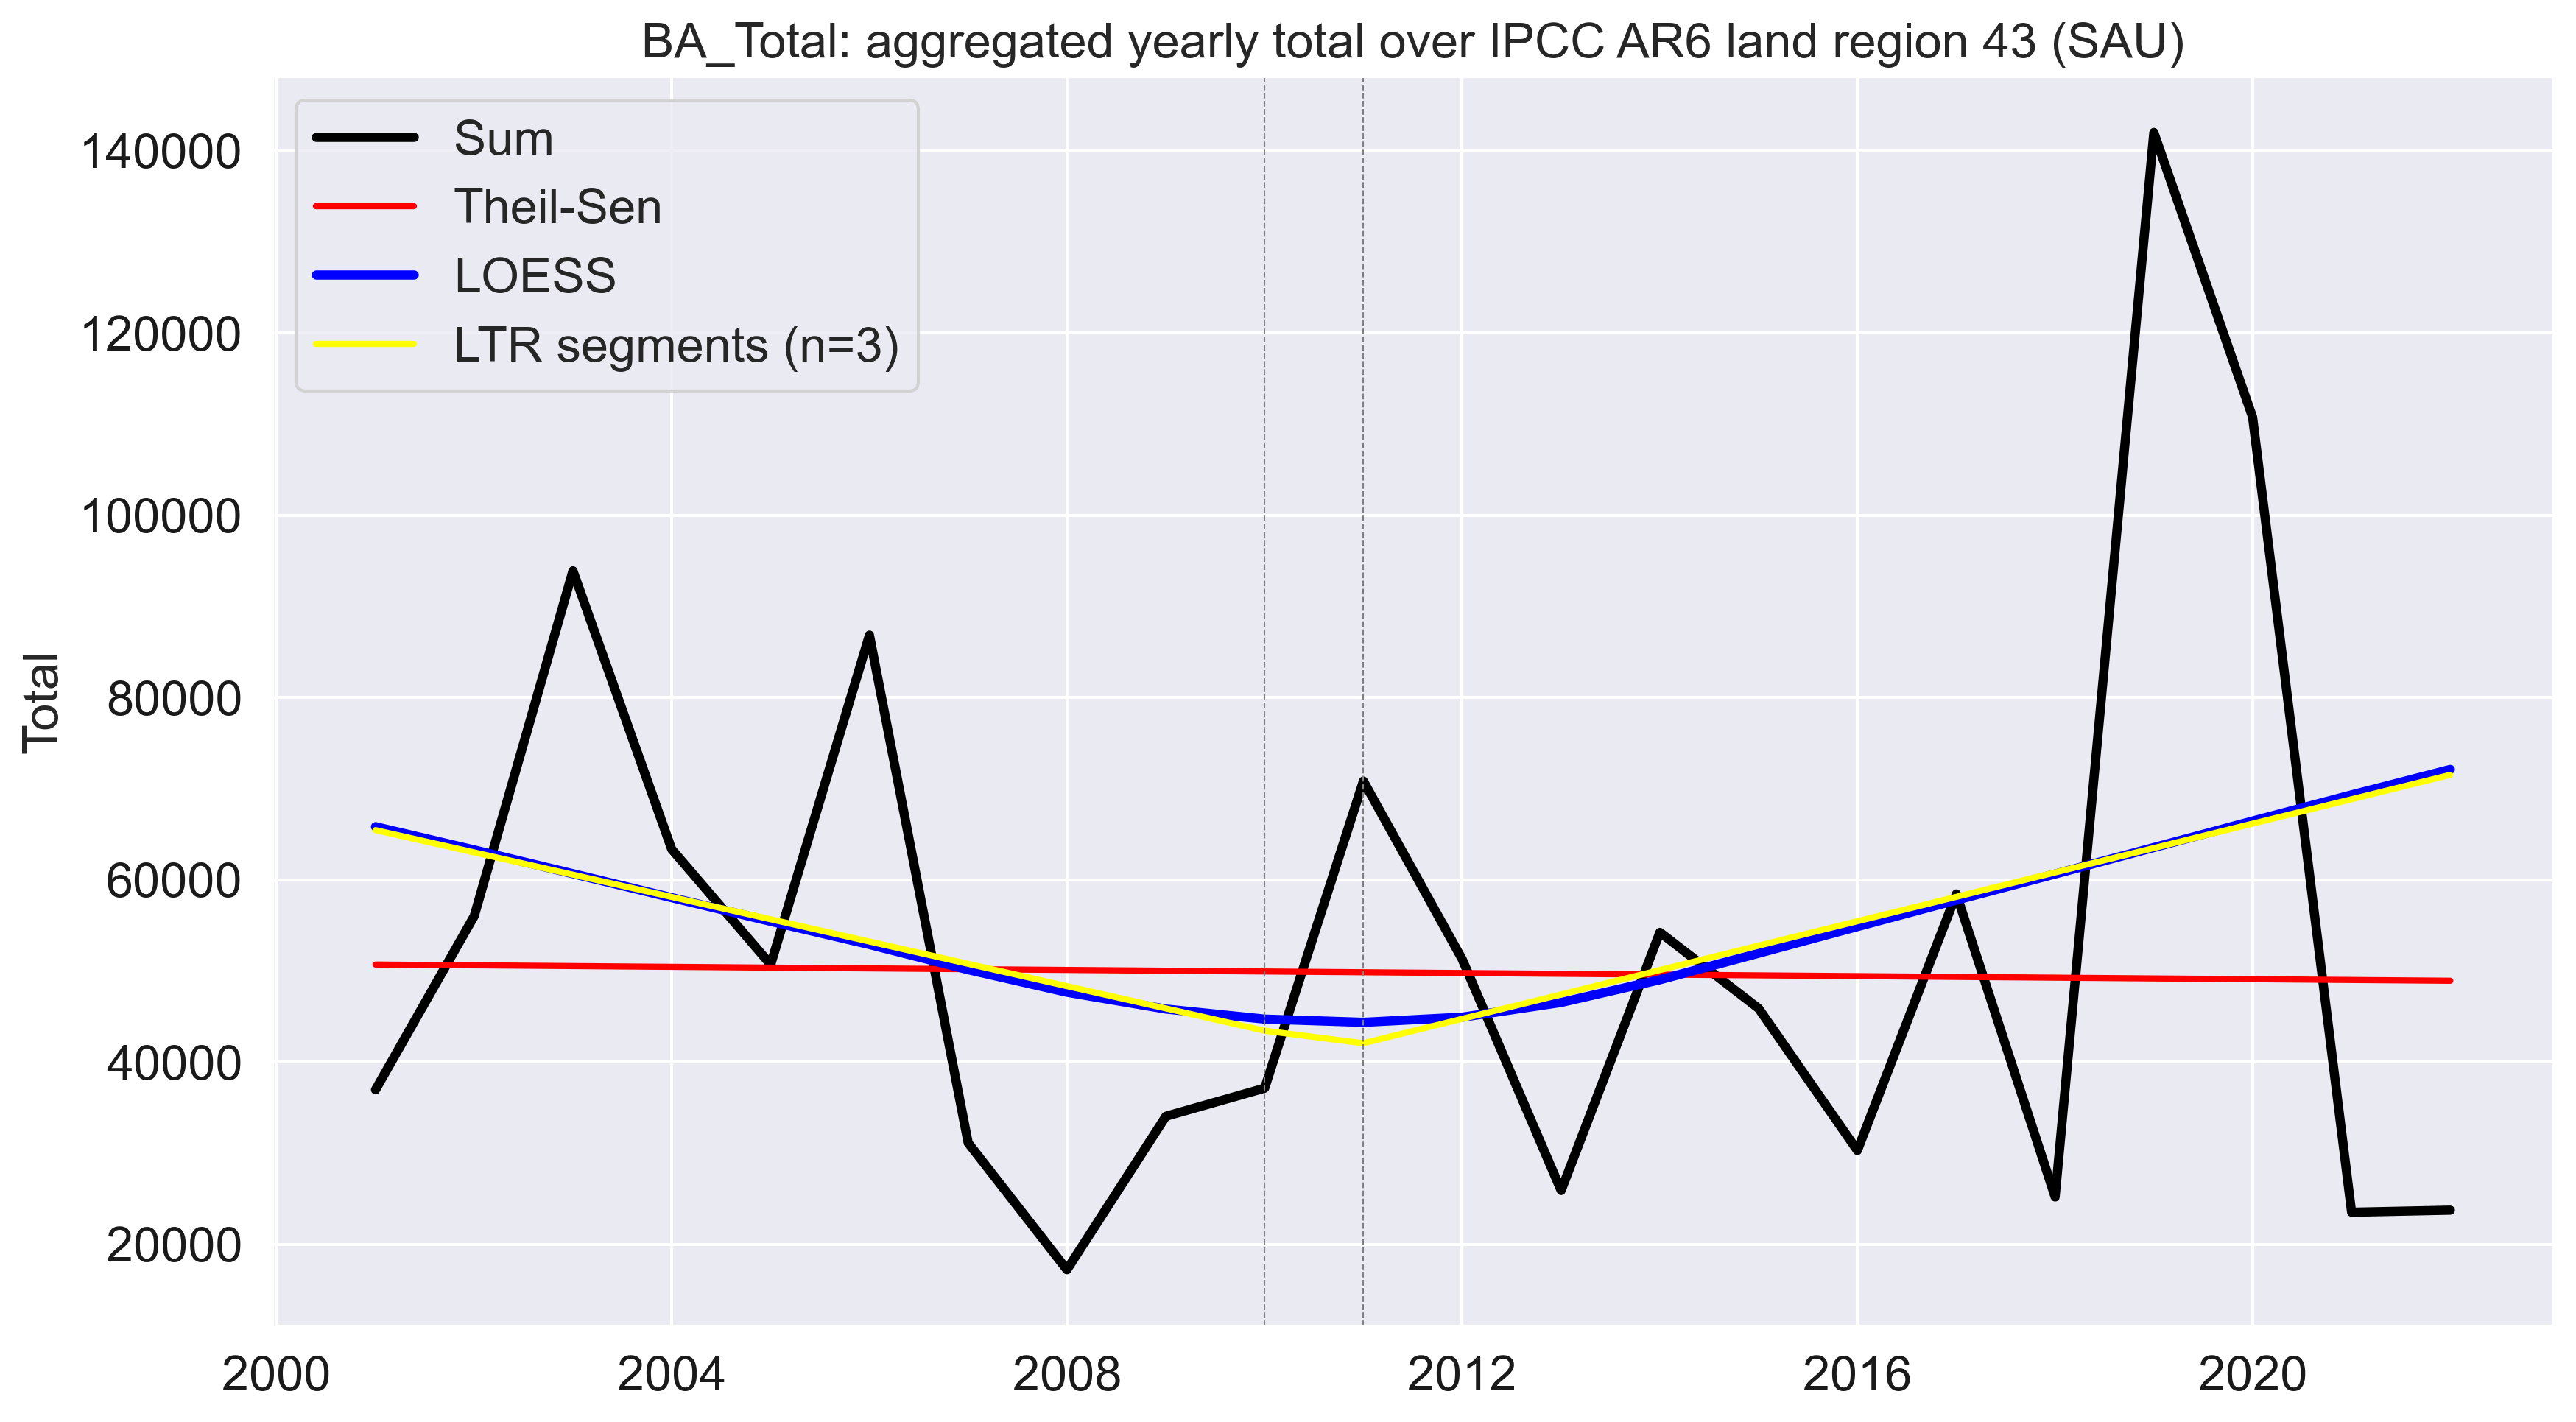 BA_Total: aggregated yearly total over IPCC AR6 land region 43 (SAU)
Sum
Theil-Sen
LOESS
LTR segments (n=3)
Total
140000
120000
100000
80000
60000
40000
20000
2000 2004 2008 2012 2016 2020